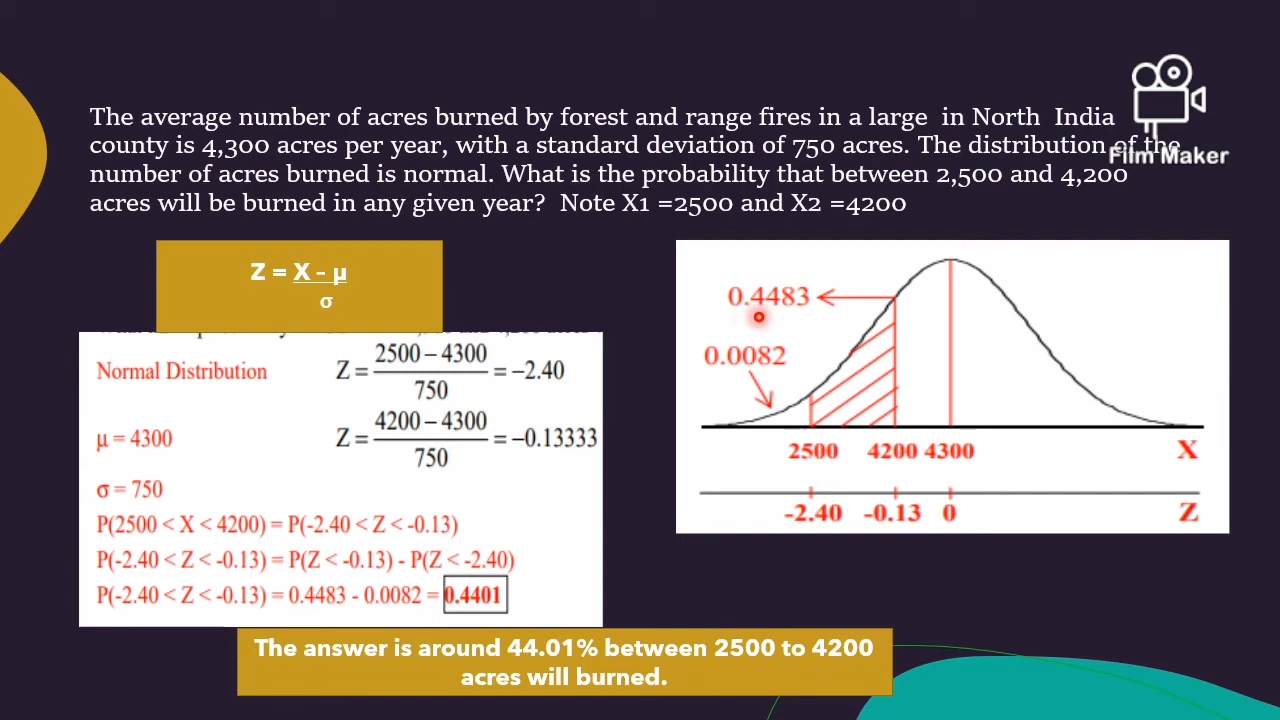 The average number of acres burned by forest and range fires in a large in North India
county is 4,300 acres per year, with a standard deviation of 750 acres. The distribution of the
number of acres burned is normal. What is the probability that between 2,500 and 4,200
acres will be burned in any given year? Note X1 =2500 and X2 =4200
Film Maker
Z = X – μ
σ
Normal Distribution
Z = 2500 – 4300 / 750 = –2.40
μ = 4300
Z = 4200 – 4300 / 750 = –0.13333
σ = 750
P(2500 < X < 4200) = P(-2.40 < Z < -0.13)
P(-2.40 < Z < -0.13) = P(Z < -0.13) - P(Z < -2.40)
P(-2.40 < Z < -0.13) = 0.4483 - 0.0082 = 0.4401
0.4483
0.0082
2500 4200 4300 X
-2.40 -0.13 0 Z
The answer is around 44.01% between 2500 to 4200
acres will burned.